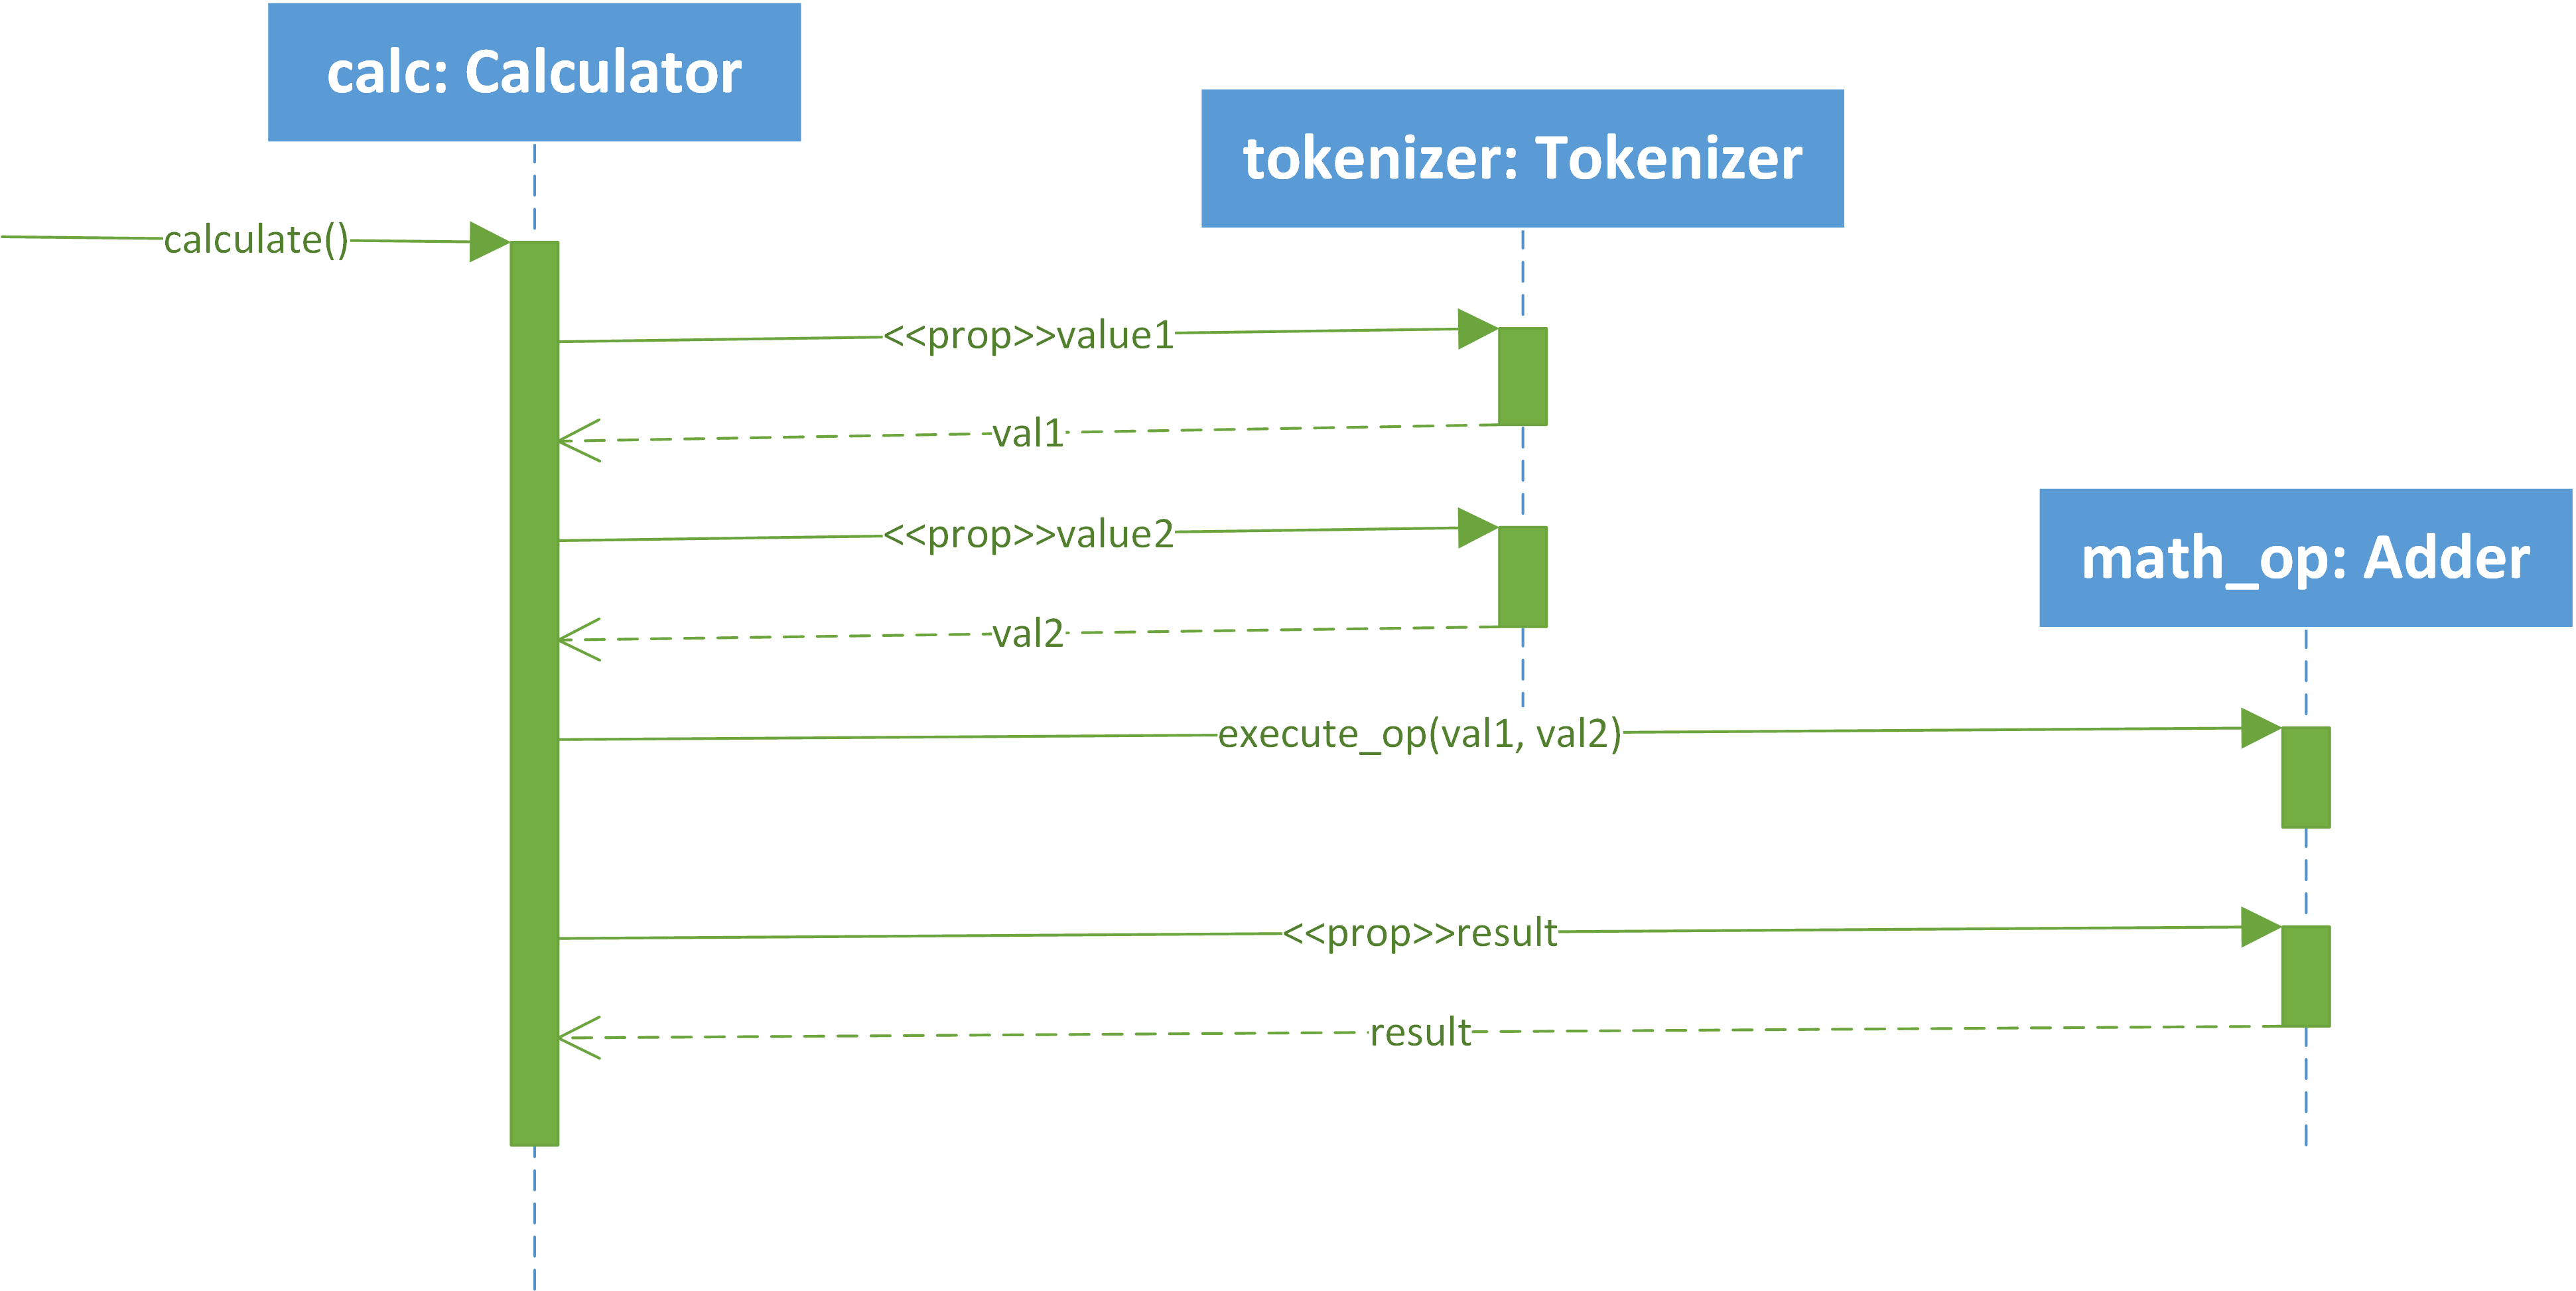 calc: Calculator
tokenizer: Tokenizer
calculate()
<<prop>>value1
val1
<<prop>>value2
math_op: Adder
val2
execute_op(val1, val2)
<<prop>>result
result